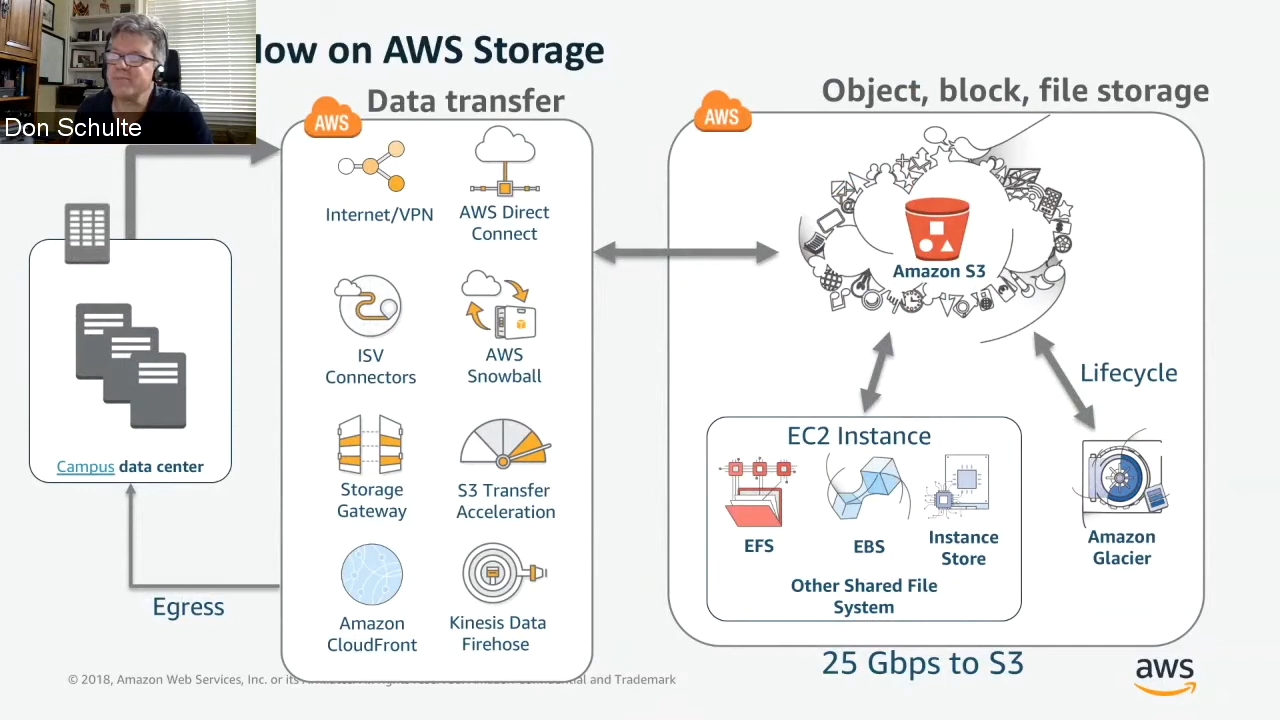 low on AWS Storage
Don Schulte
Data transfer
Object, block, file storage
AWS
AWS
Internet/VPN
AWS Direct
Connect
ISV
Connectors
AWS
Snowball
Storage
Gateway
S3 Transfer
Acceleration
Amazon
CloudFront
Kinesis Data
Firehose
Campus data center
Egress
Amazon S3
Lifecycle
EC2 Instance
EFS
EBS
Instance
Store
Other Shared File
System
Amazon
Glacier
25 Gbps to S3
© 2018, Amazon Web Services, Inc. or its and Trademark
aws